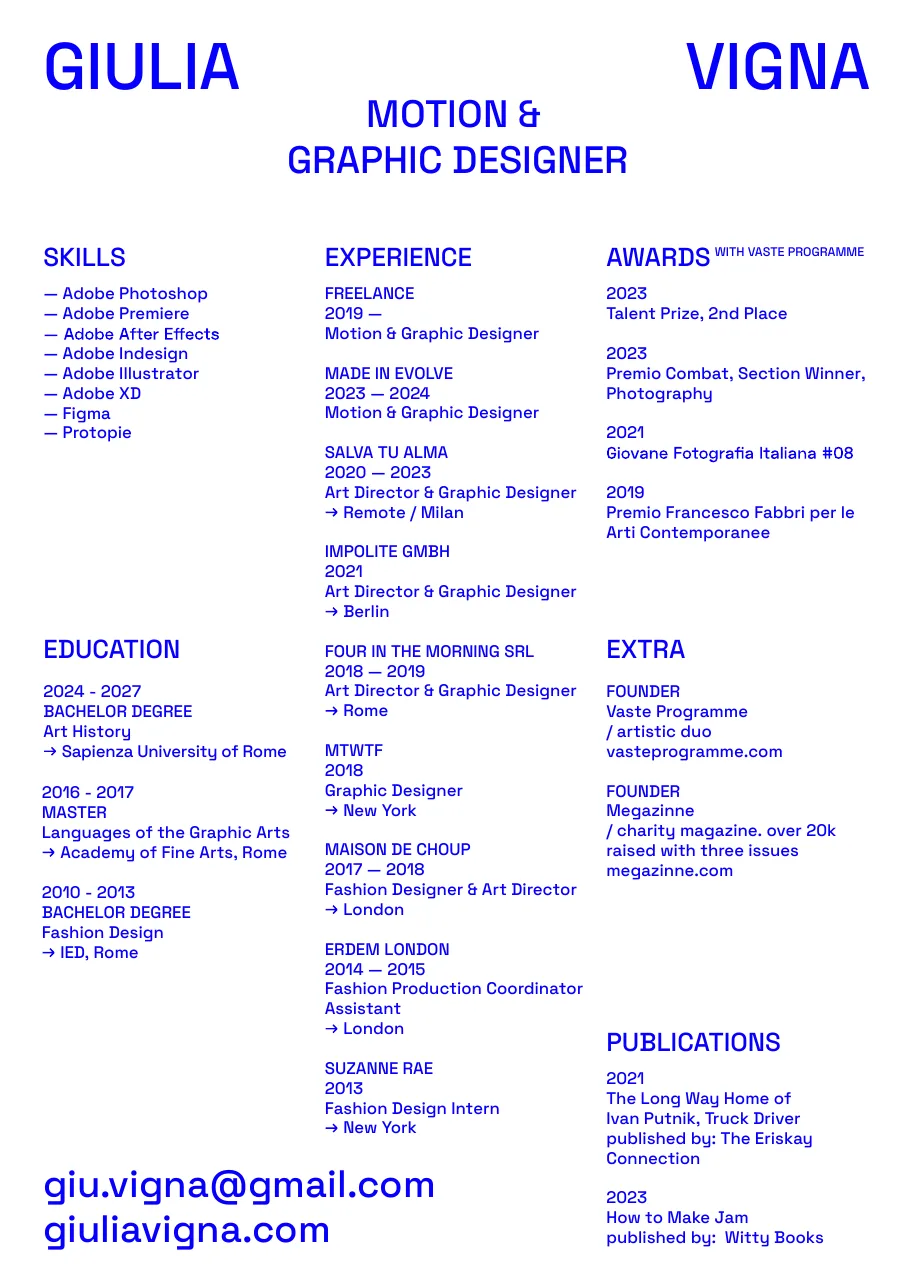 GIULIA
VIGNA
MOTION &
GRAPHIC DESIGNER
SKILLS
— Adobe Photoshop
— Adobe Premiere
— Adobe After Effects
— Adobe Indesign
— Adobe Illustrator
— Adobe XD
— Figma
— Protopie
EDUCATION
2024 - 2027
BACHELOR DEGREE
Art History
→ Sapienza University of Rome
2016 - 2017
MASTER
Languages of the Graphic Arts
→ Academy of Fine Arts, Rome
2010 - 2013
BACHELOR DEGREE
Fashion Design
→ IED, Rome
EXPERIENCE
FREELANCE
2019 —
Motion & Graphic Designer
MADE IN EVOLVE
2023 — 2024
Motion & Graphic Designer
SALVA TU ALMA
2020 — 2023
Art Director & Graphic Designer
→ Remote / Milan
IMPOLITE GMBH
2021
Art Director & Graphic Designer
→ Berlin
FOUR IN THE MORNING SRL
2018 — 2019
Art Director & Graphic Designer
→ Rome
MTWTF
2018
Graphic Designer
→ New York
MAISON DE CHOUP
2017 — 2018
Fashion Designer & Art Director
→ London
ERDEM LONDON
2014 — 2015
Fashion Production Coordinator
Assistant
→ London
SUZANNE RAE
2013
Fashion Design Intern
→ New York
AWARDS WITH VASTE PROGRAMME
2023
Talent Prize, 2nd Place
2023
Premio Combat, Section Winner,
Photography
2021
Giovane Fotografia Italiana #08
2019
Premio Francesco Fabbri per le
Arti Contemporanee
EXTRA
FOUNDER
Vaste Programme
/ artistic duo
vasteprogramme.com
FOUNDER
Megazinne
/ charity magazine. over 20k
raised with three issues
megazinne.com
PUBLICATIONS
2021
The Long Way Home of
Ivan Putnik, Truck Driver
published by: The Eriskay
Connection
2023
How to Make Jam
published by:  Witty Books
giu.vigna@gmail.com
giuliavigna.com